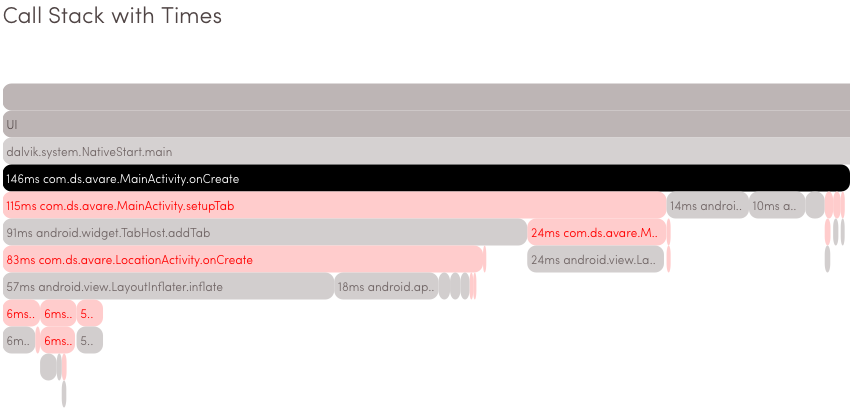 Call Stack with Times
UI
dalvik.system.NativeStart.main
146ms com.ds.avare.MainActivity.onCreate
115ms com.ds.avare.MainActivity.setupTab 14ms androi.. 10ms a..
91ms android.widget.TabHost.addTab 24ms com.ds.avare.M..
83ms com.ds.avare.LocationActivity.onCreate 24ms android.view.La..
57ms android.view.LayoutInflater.inflate 18ms android.ap..
6ms.. 6ms.. 5..
6m.. 6ms.. 5..